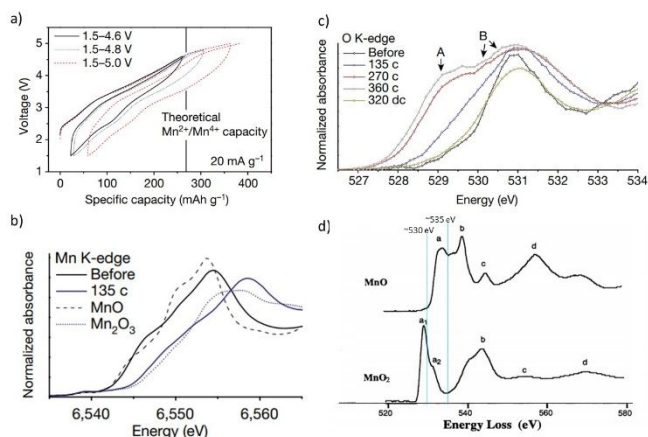 a)
1.5–4.6 V
1.5–4.8 V
1.5–5.0 V
Theoretical
Mn²⁺/Mn⁴⁺ capacity
20 mA g⁻¹
Voltage (V)
5
4
3
2
1
0 100 200 300 400
Specific capacity (mAh g⁻¹)
b)
Mn K-edge
Before
135 c
MnO
Mn₂O₃
Normalized absorbance
6,540 6,550 6,560
Energy (eV)
c)
O K-edge
Before
135 c
270 c
360 c
320 dc
A
B
Normalized absorbance
527 528 529 530 531 532 533 534
Energy (eV)
d)
~530 eV
~535 eV
a
b
c
d
MnO
a₁
a₂
b
c
d
MnO₂
520 540 560 580
Energy Loss (eV)